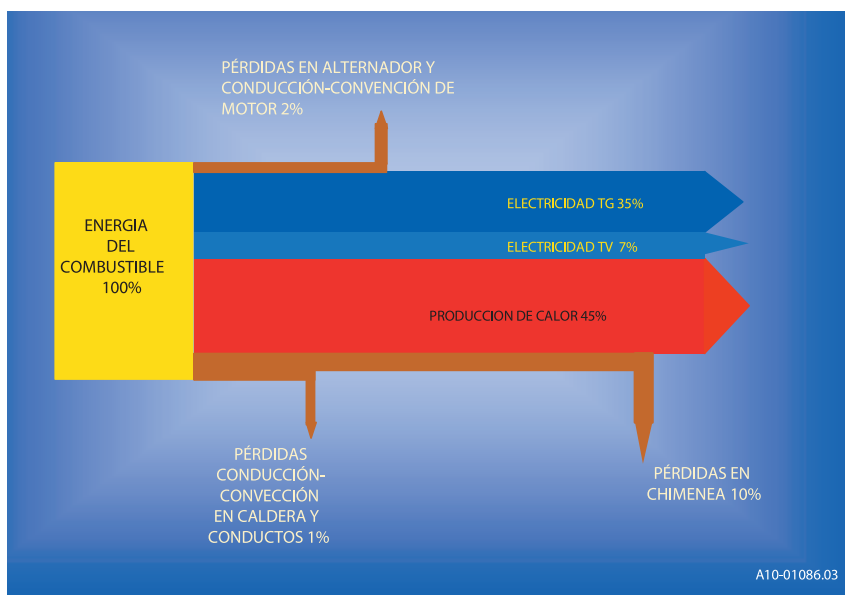 PÉRDIDAS EN ALTERNADOR Y
CONDUCCIÓN-CONVENCIÓN DE
MOTOR 2%
ENERGIA
DEL
COMBUSTIBLE
100%
ELECTRICIDAD TG 35%
ELECTRICIDAD TV 7%
PRODUCCION DE CALOR 45%
PÉRDIDAS
CONDUCCIÓN-
CONVECCIÓN
EN CALDERA Y
CONDUCTOS 1%
PÉRDIDAS EN
CHIMENEA 10%
A10-01086.03